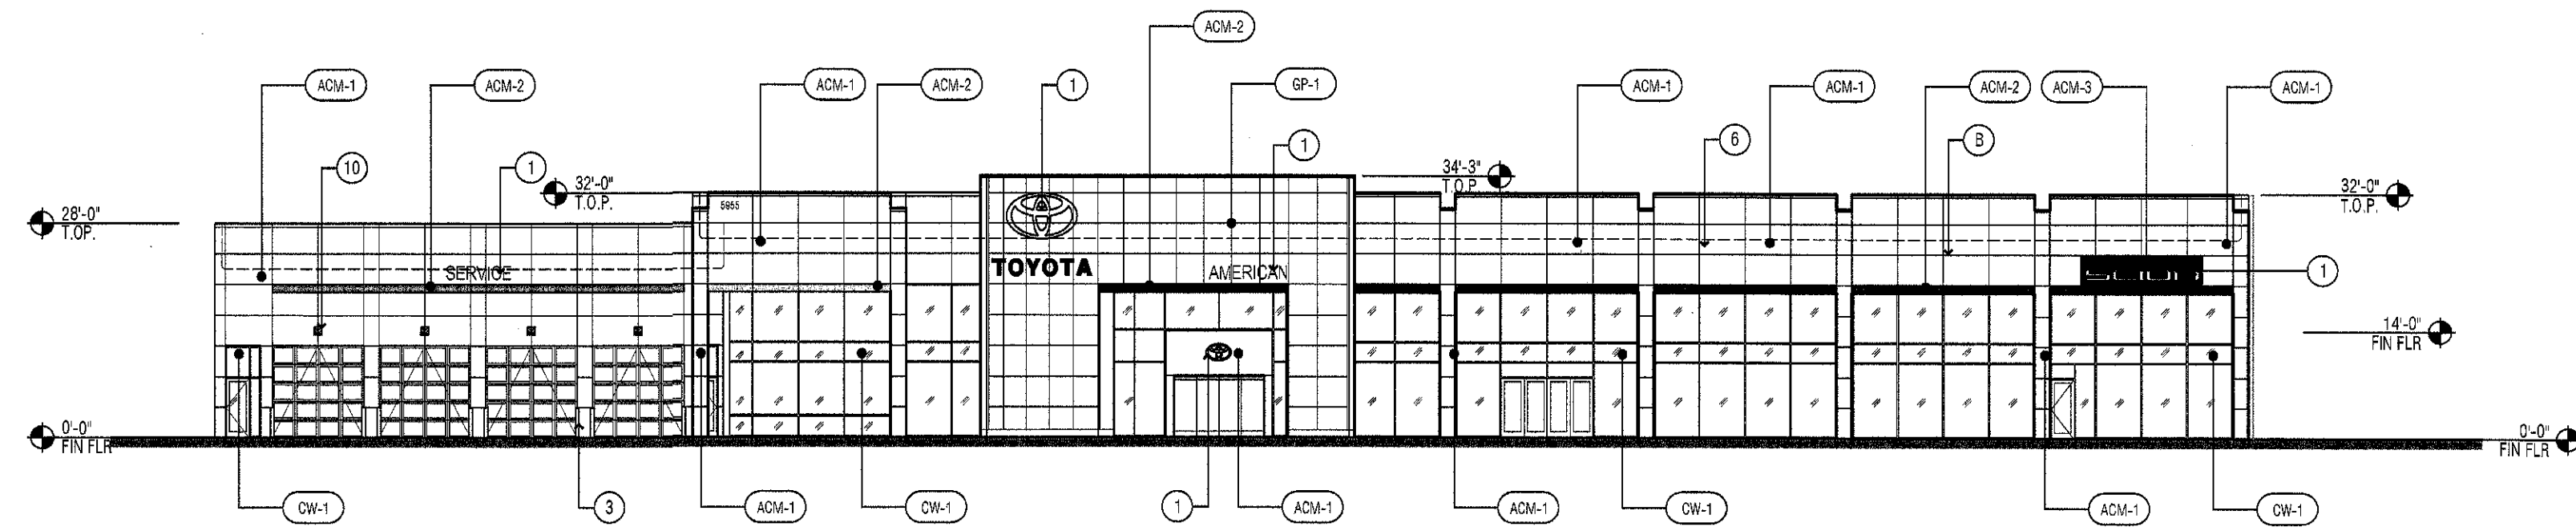 ACM-2
ACM-1
ACM-2
ACM-1
ACM-2
1
GP-1
ACM-1
ACM-1
ACM-2
ACM-3
ACM-1
10
1
1
6
B
32'-0"
T.O.P.
34'-3"
T.O.P.
32'-0"
T.O.P.
28'-0"
T.O.P.
5955
SERVICE
TOYOTA
AMERICAN
1
14'-0"
FIN FLR
0'-0"
FIN FLR
0'-0"
FIN FLR
CW-1
3
ACM-1
CW-1
1
ACM-1
ACM-1
CW-1
ACM-1
CW-1